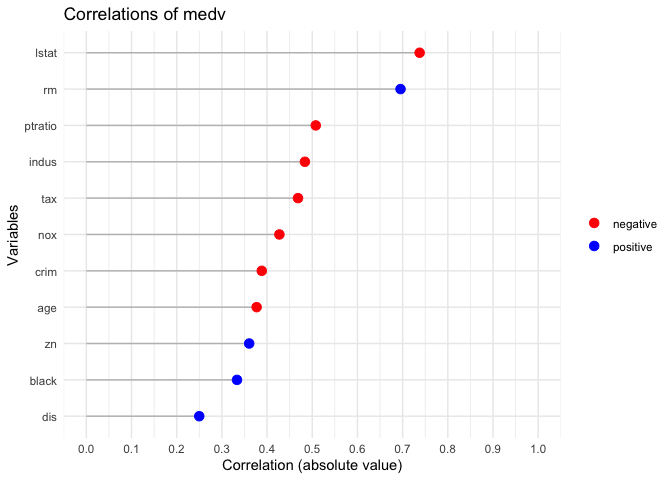 Correlations of medv
Variables
lstat
rm
ptratio
indus
tax
nox
crim
age
zn
black
dis
0.0 0.1 0.2 0.3 0.4 0.5 0.6 0.7 0.8 0.9 1.0
Correlation (absolute value)
negative
positive